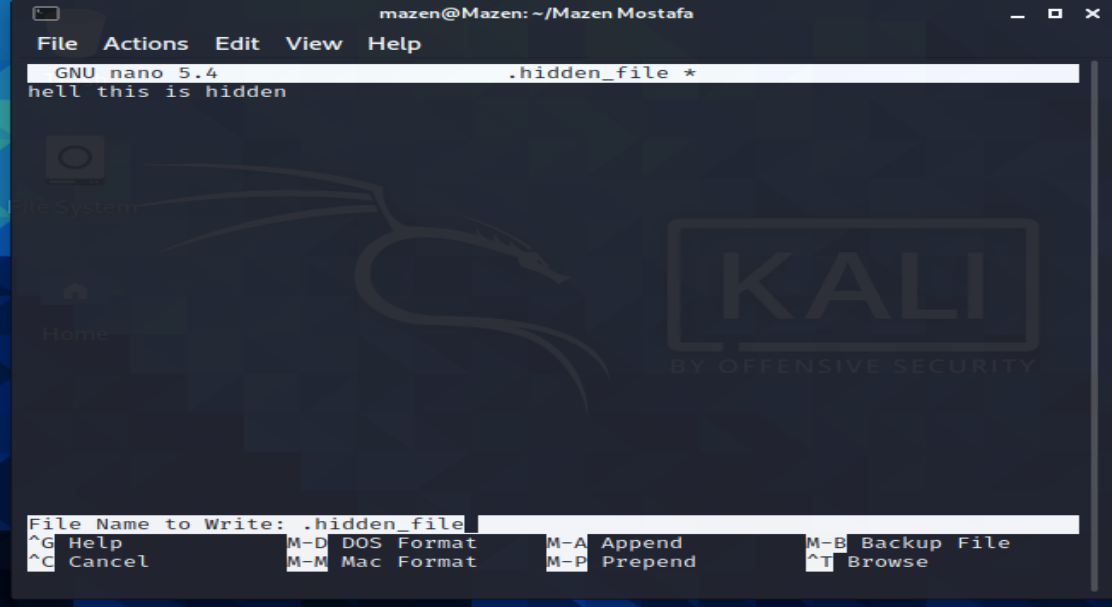 mazen@Mazen: ~/Mazen Mostafa
File Actions Edit View Help
GNU nano 5.4 .hidden_file *
hell this is hidden
File System
KALI
Home
BY OFFENSIVE SECURITY
File Name to Write: .hidden_file
^G Help M-D DOS Format M-A Append M-B Backup File
^C Cancel M-M Mac Format M-P Prepend ^T Browse